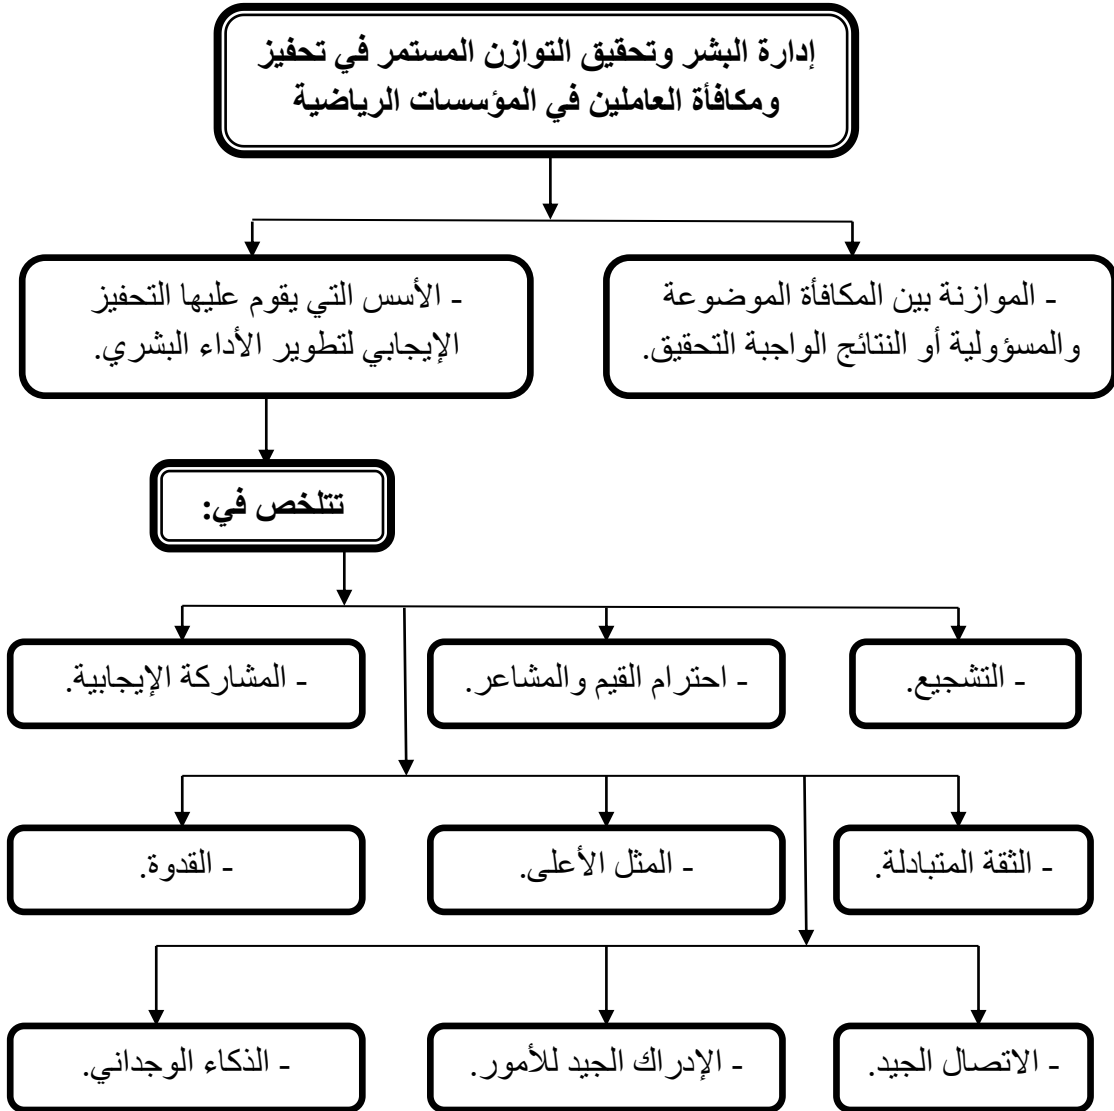 إدارة البشر وتحقيق التوازن المستمر في تحفيز
ومكافأة العاملين في المؤسسات الرياضية
- الموازنة بين المكافأة الموضوعة
والمسؤولية أو النتائج الواجبة التحقيق.
- الأسس التي يقوم عليها التحفيز
الإيجابي لتطوير الأداء البشري.
تتلخص في:
- التشجيع.
- احترام القيم والمشاعر.
- المشاركة الإيجابية.
- الثقة المتبادلة.
- المثل الأعلى.
- القدوة.
- الاتصال الجيد.
- الإدراك الجيد للأمور.
- الذكاء الوجداني.